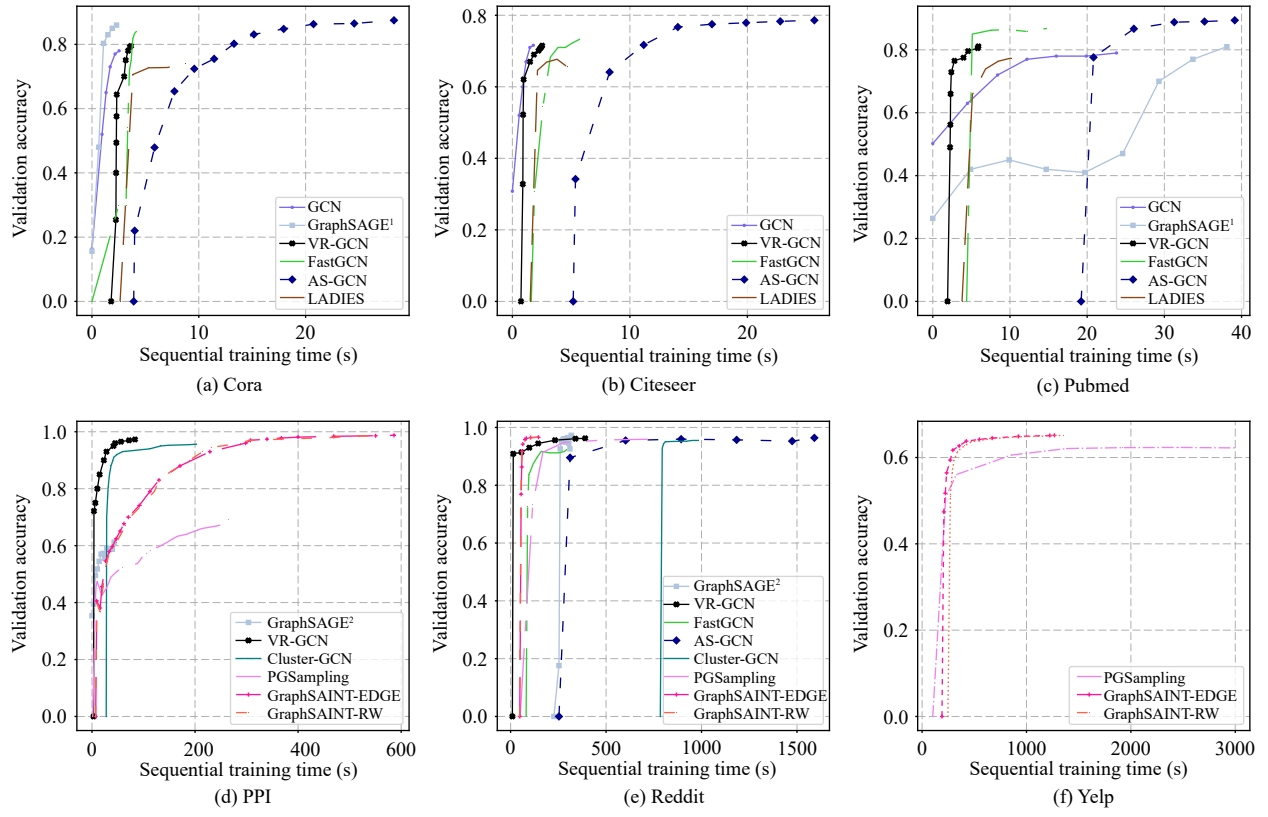 Validation accuracy
0.8
0.6
0.4
0.2
0.0
GCN
GraphSAGE¹
VR-GCN
FastGCN
AS-GCN
LADIES
0 10 20
Sequential training time (s)
(a) Cora
Validation accuracy
0.8
0.6
0.4
0.2
0.0
GCN
VR-GCN
FastGCN
AS-GCN
LADIES
0 10 20
Sequential training time (s)
(b) Citeseer
Validation accuracy
0.8
0.6
0.4
0.2
0.0
GCN
GraphSAGE¹
VR-GCN
FastGCN
AS-GCN
LADIES
0 10 20 30 40
Sequential training time (s)
(c) Pubmed
Validation accuracy
1.0
0.8
0.6
0.4
0.2
0.0
GraphSAGE²
VR-GCN
Cluster-GCN
PGSampling
GraphSAINT-EDGE
GraphSAINT-RW
0 200 400 600
Sequential training time (s)
(d) PPI
Validation accuracy
1.0
0.8
0.6
0.4
0.2
0.0
GraphSAGE²
VR-GCN
FastGCN
AS-GCN
Cluster-GCN
PGSampling
GraphSAINT-EDGE
GraphSAINT-RW
0 500 1000 1500
Sequential training time (s)
(e) Reddit
Validation accuracy
0.6
0.4
0.2
0.0
PGSampling
GraphSAINT-EDGE
GraphSAINT-RW
0 1000 2000 3000
Sequential training time (s)
(f) Yelp